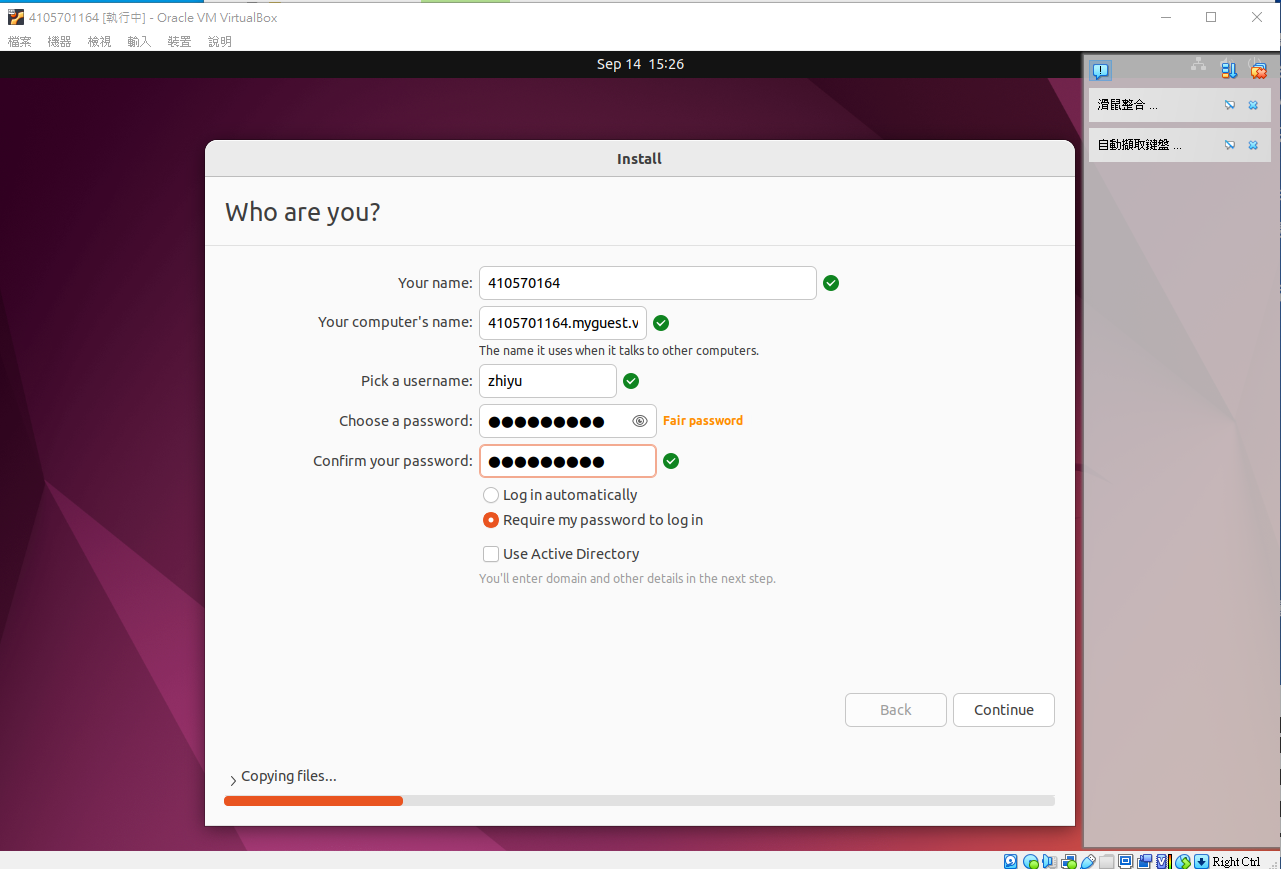 4105701164 [執行中] - Oracle VM VirtualBox
檔案 機器 檢視 輸入 裝置 說明
Sep 14 15:26
滑鼠整合 ...
自動擷取鍵盤 ...
Install
Who are you?
Your name: 410570164
Your computer's name: 4105701164.myguest.v
The name it uses when it talks to other computers.
Pick a username: zhiyu
Choose a password: ●●●●●●●●● Fair password
Confirm your password: ●●●●●●●●●
Log in automatically
Require my password to log in
Use Active Directory
You'll enter domain and other details in the next step.
Back Continue
Copying files...
Right Ctrl